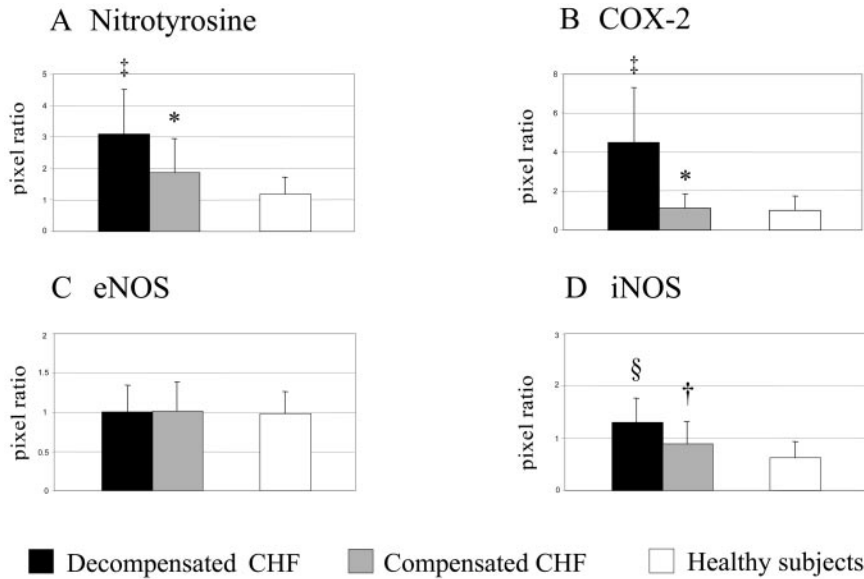 A Nitrotyrosine
‡
*
pixel ratio
5
4
3
2
1
0
B COX-2
‡
*
pixel ratio
8
6
4
2
0
C eNOS
pixel ratio
2
1.5
1
0.5
0
D iNOS
§
†
pixel ratio
3
2
1
0
Decompensated CHF Compensated CHF Healthy subjects